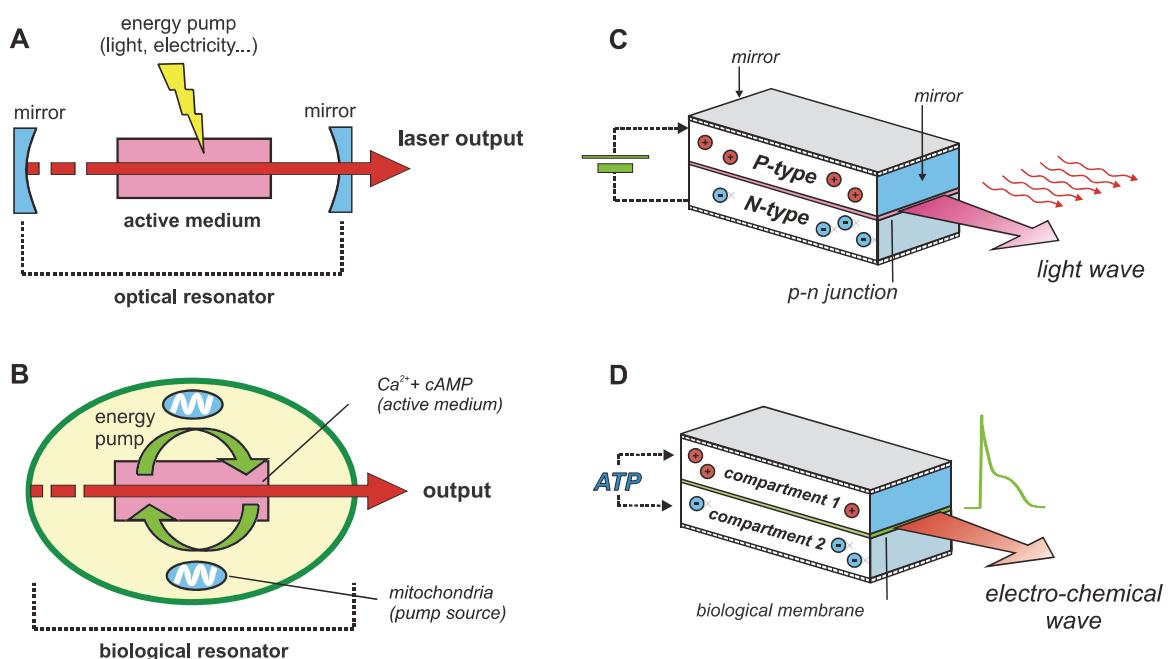 A
energy pump
(light, electricity...)
mirror
mirror
laser output
active medium
optical resonator
B
energy
pump
Ca²⁺+ cAMP
(active medium)
output
mitochondria
(pump source)
biological resonator
C
mirror
mirror
P-type
N-type
+
+
+
+
-
-
-
-
-
p-n junction
light wave
D
ATP
compartment 1
compartment 2
+
+
+
-
-
-
biological membrane
electro-chemical
wave